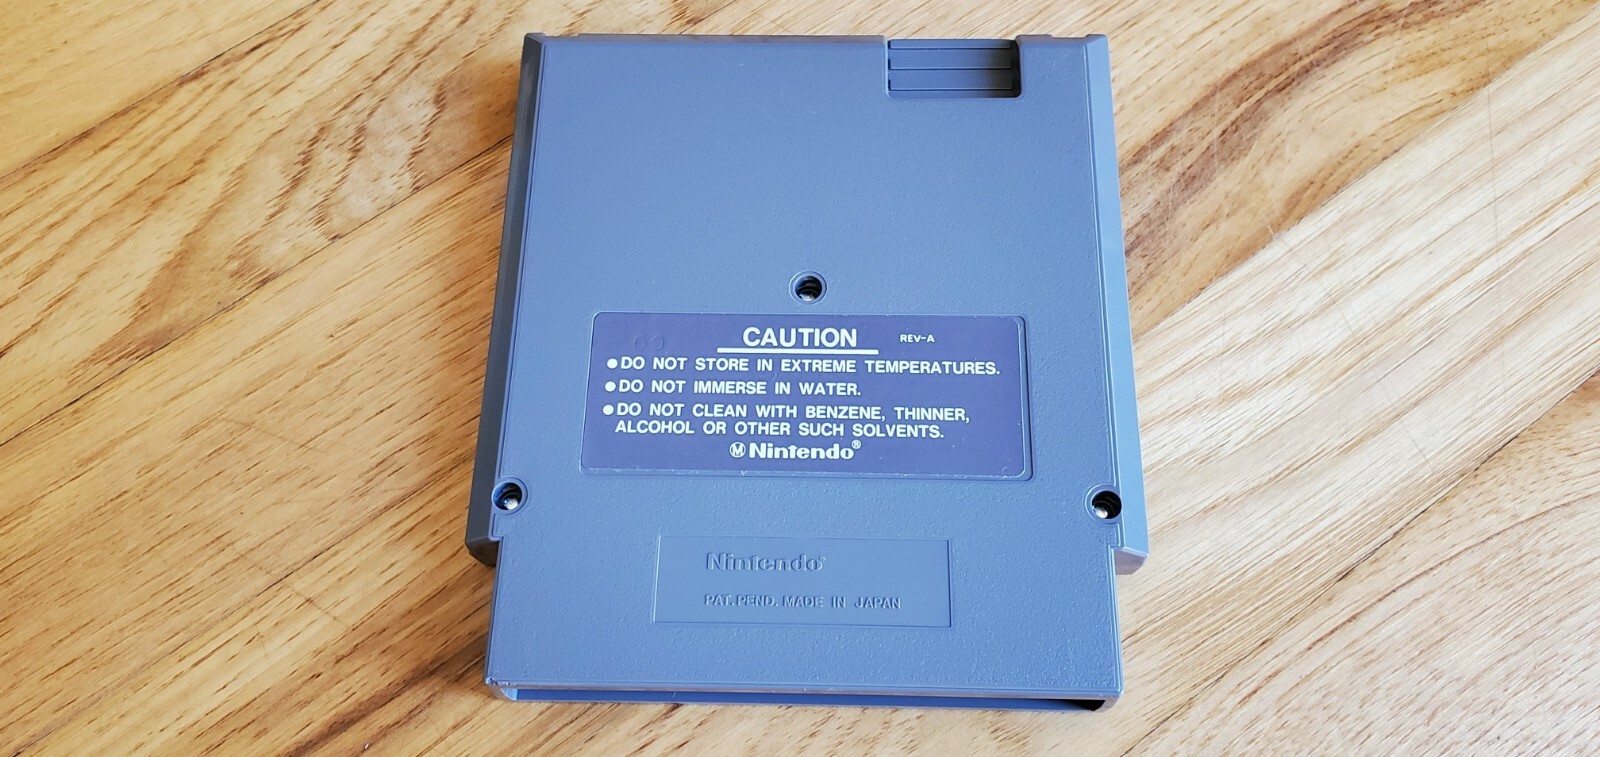 CAUTION REV-A
●DO NOT STORE IN EXTREME TEMPERATURES.
●DO NOT IMMERSE IN WATER.
●DO NOT CLEAN WITH BENZENE, THINNER,
ALCOHOL OR OTHER SUCH SOLVENTS.
Ⓜ Nintendo®
Nintendo®
PAT. PEND. MADE IN JAPAN